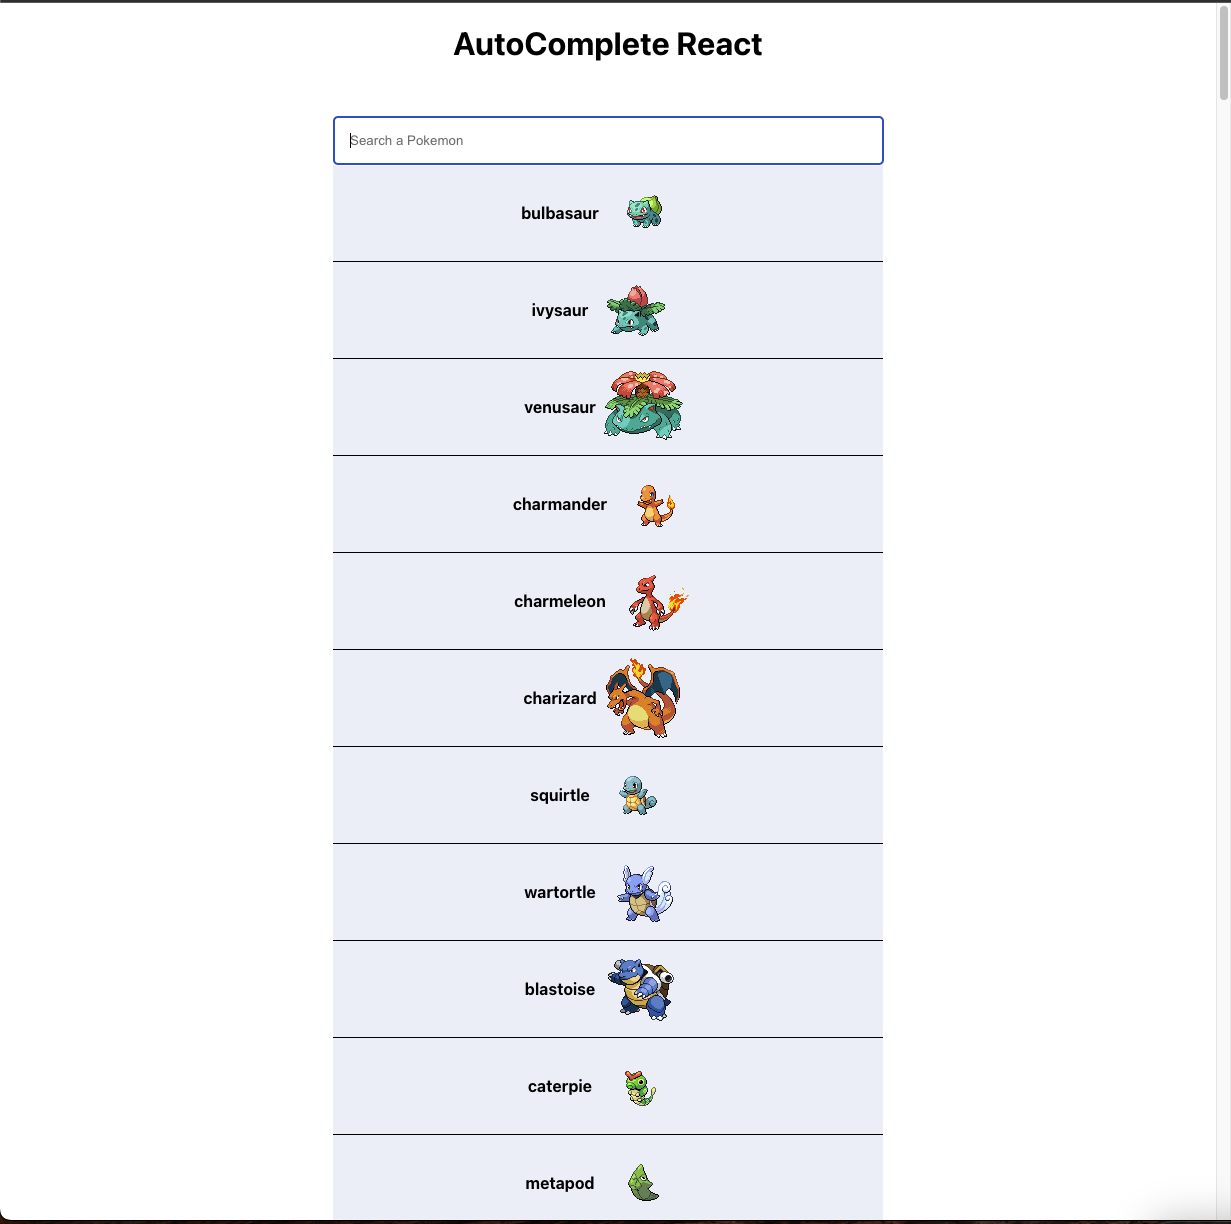 AutoComplete React
Search a Pokemon
bulbasaur
ivysaur
venusaur
charmander
charmeleon
charizard
squirtle
wartortle
blastoise
caterpie
metapod